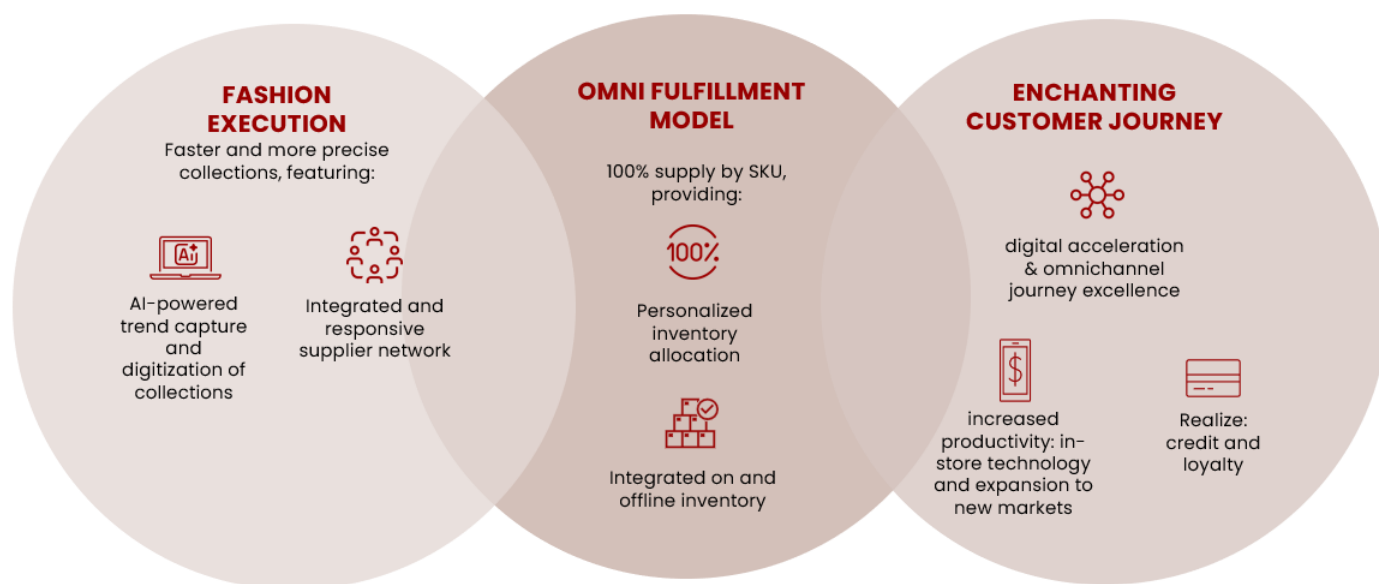 FASHION
EXECUTION
Faster and more precise
collections, featuring:
Ai
AI-powered
trend capture
and
digitization of
collections
Integrated and
responsive
supplier network
OMNI FULFILLMENT
MODEL
100% supply by SKU,
providing:
100%
Personalized
inventory
allocation
Integrated on and
offline inventory
ENCHANTING
CUSTOMER JOURNEY
digital acceleration
& omnichannel
journey excellence
$
increased
productivity: in-
store technology
and expansion to
new markets
Realize:
credit and
loyalty